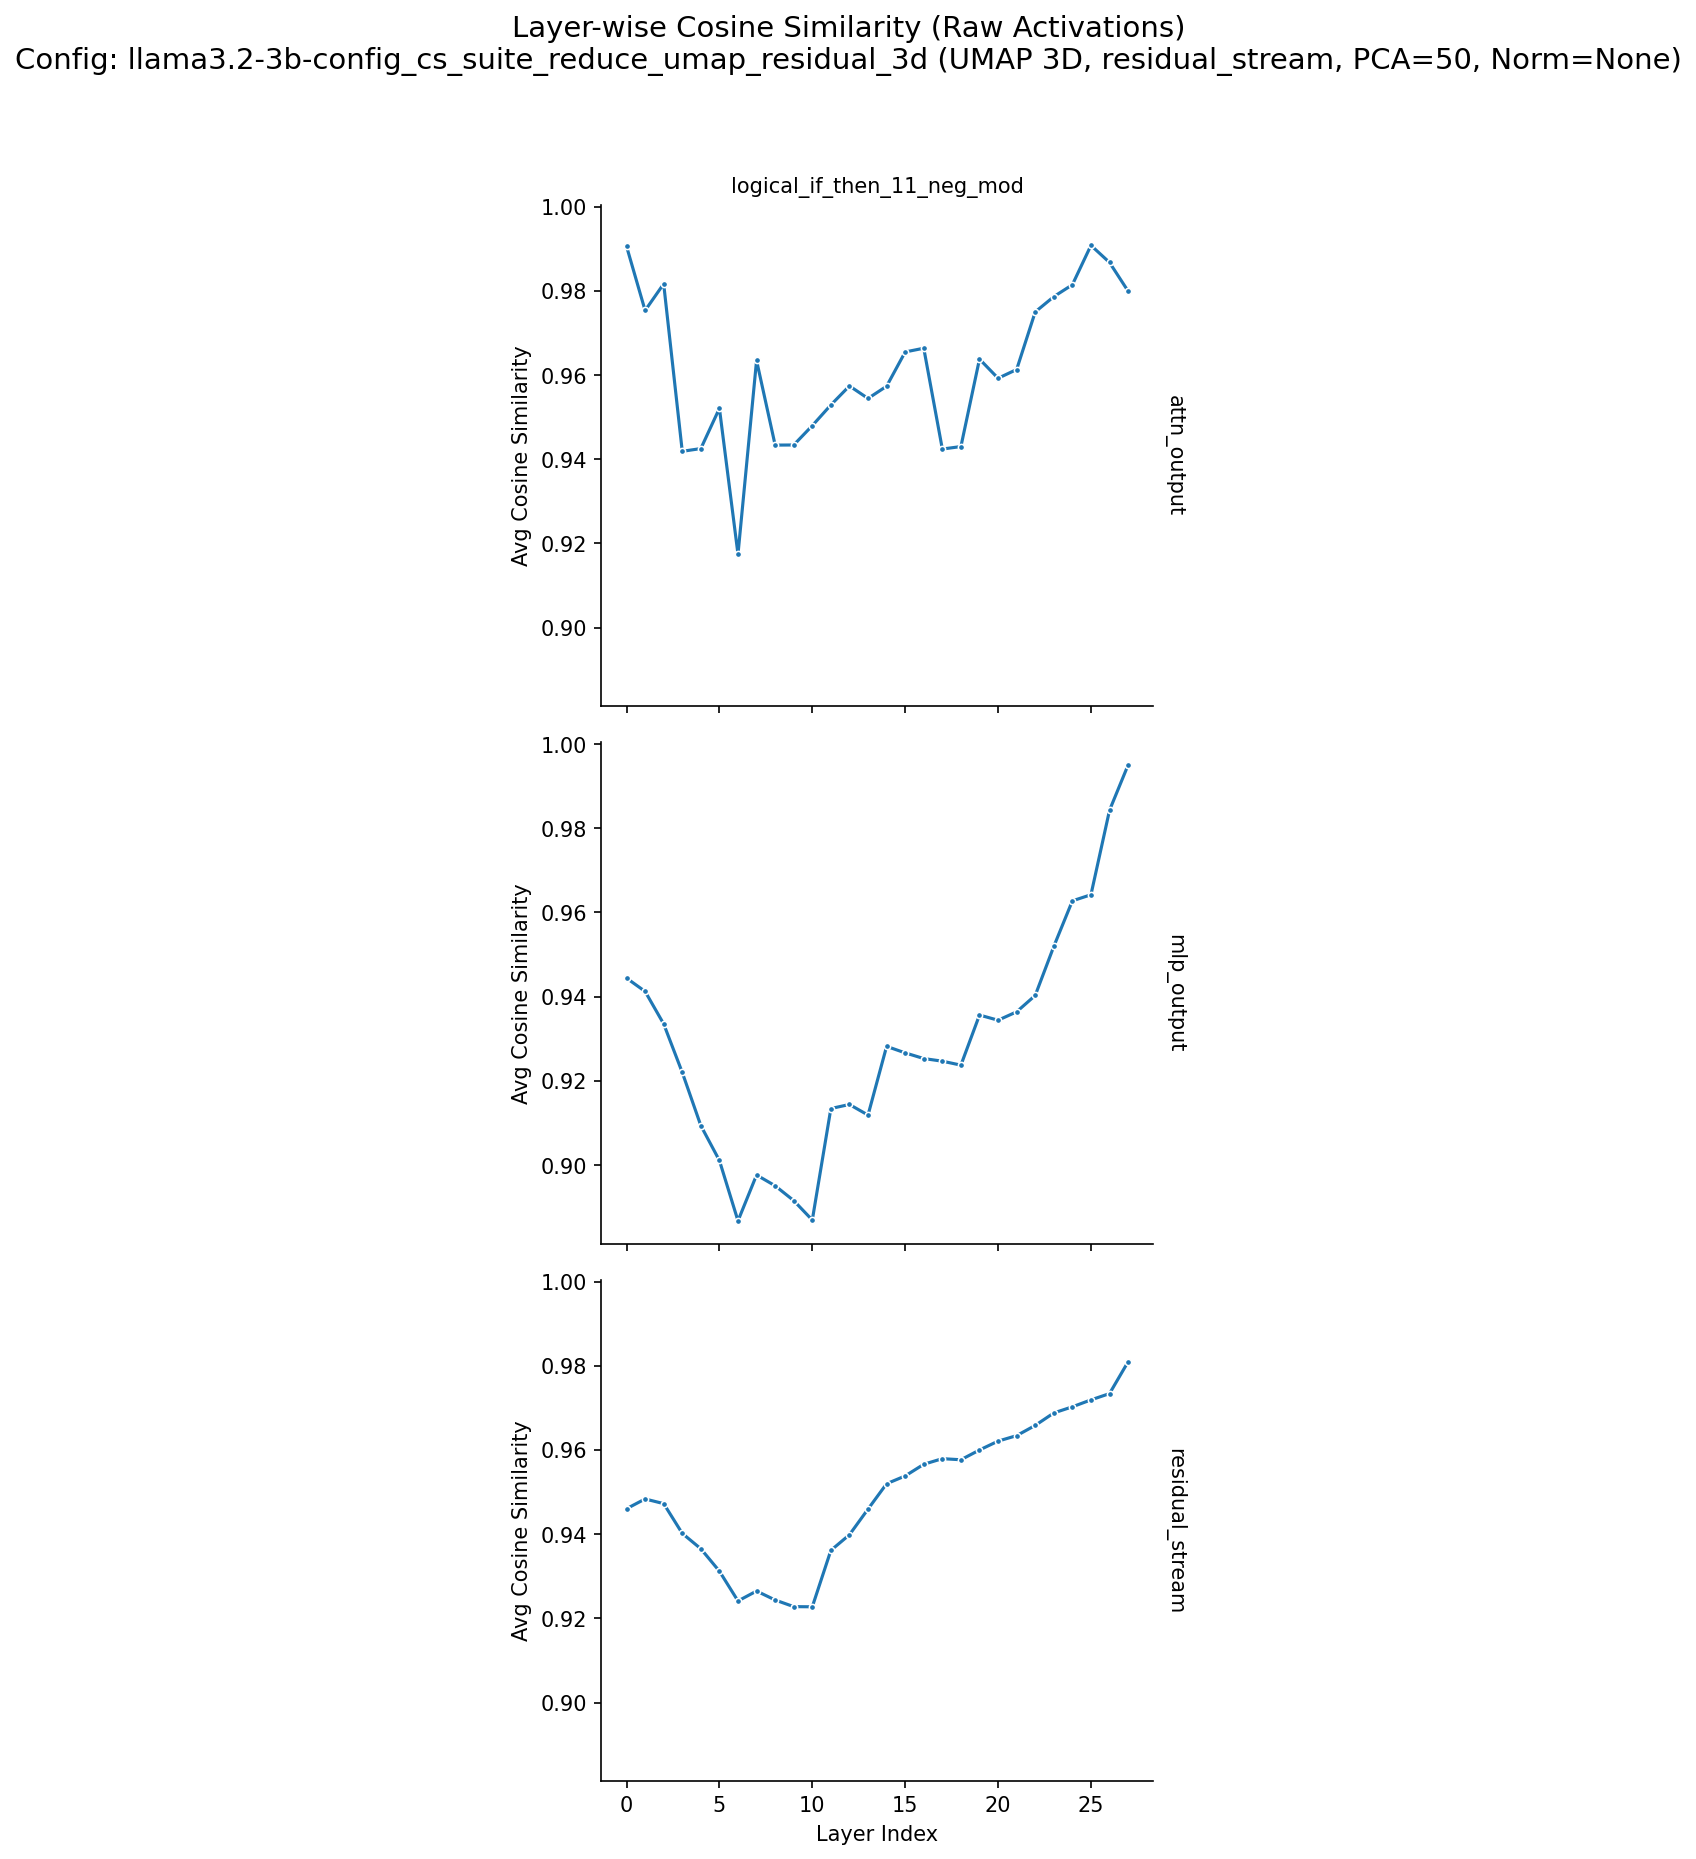 Layer-wise Cosine Similarity (Raw Activations)
Config: llama3.2-3b-config_cs_suite_reduce_umap_residual_3d (UMAP 3D, residual_stream, PCA=50, Norm=None)
logical_if_then_11_neg_mod
1.00
0.98
0.96
0.94
0.92
0.90
Avg Cosine Similarity
attn_output
1.00
0.98
0.96
0.94
0.92
0.90
Avg Cosine Similarity
mlp_output
1.00
0.98
0.96
0.94
0.92
0.90
Avg Cosine Similarity
residual_stream
0 5 10 15 20 25
Layer Index